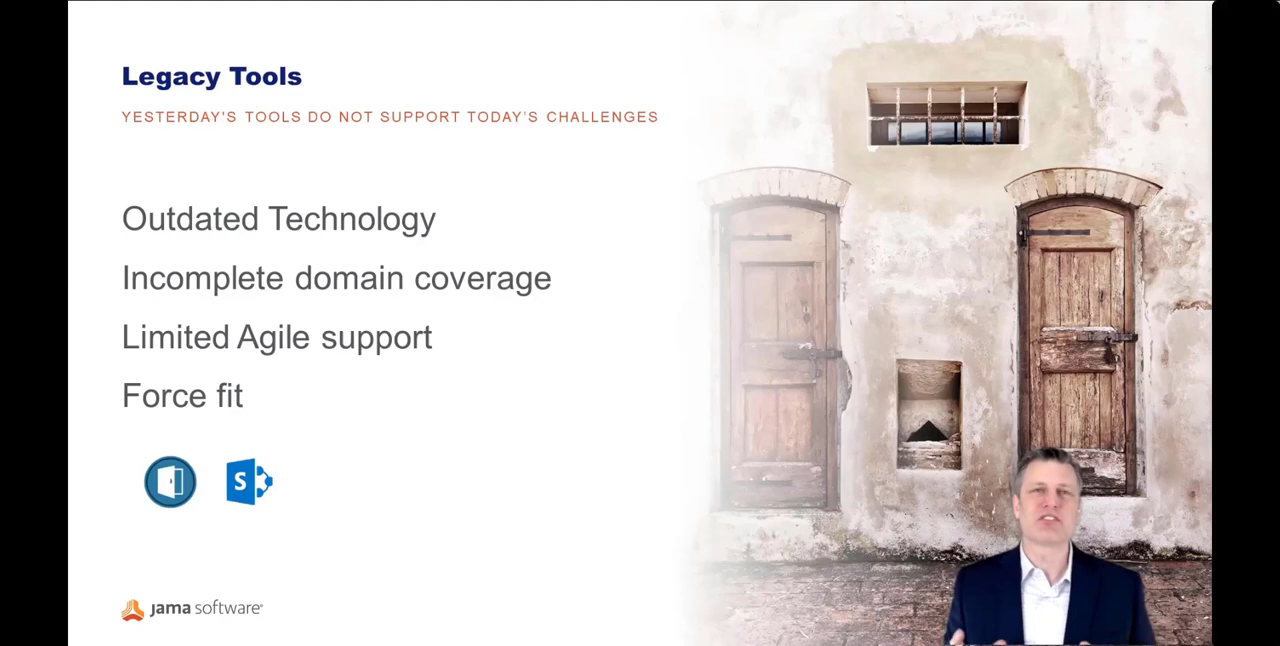 Legacy Tools
YESTERDAY'S TOOLS DO NOT SUPPORT TODAY'S CHALLENGES
Outdated Technology
Incomplete domain coverage
Limited Agile support
Force fit
S
jama software®